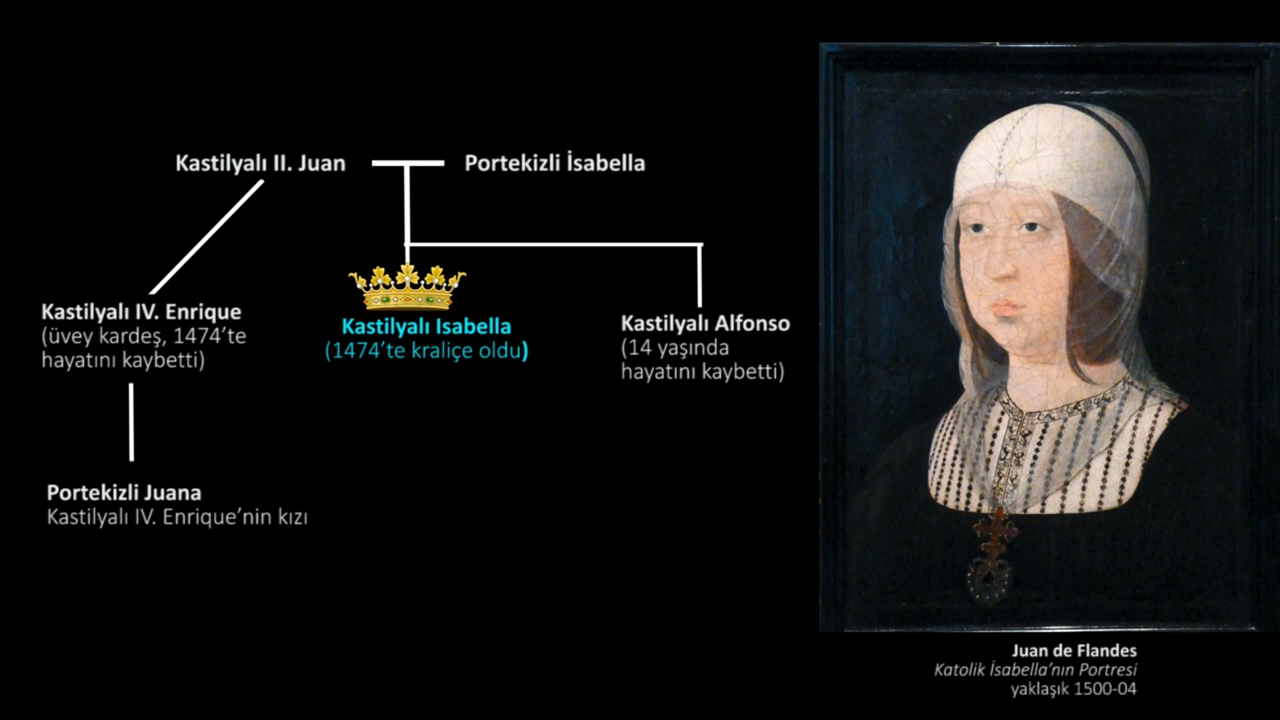 Kastilyalı II. Juan
Portekizli İsabella
Kastilyalı IV. Enrique
(üvey kardeş, 1474’te
hayatını kaybetti)
Kastilyalı Isabella
(1474’te kraliçe oldu)
Kastilyalı Alfonso
(14 yaşında
hayatını kaybetti)
Portekizli Juana
Kastilyalı IV. Enrique’nin kızı
Juan de Flandes
Katolik İsabella’nın Portresi
yaklaşık 1500-04